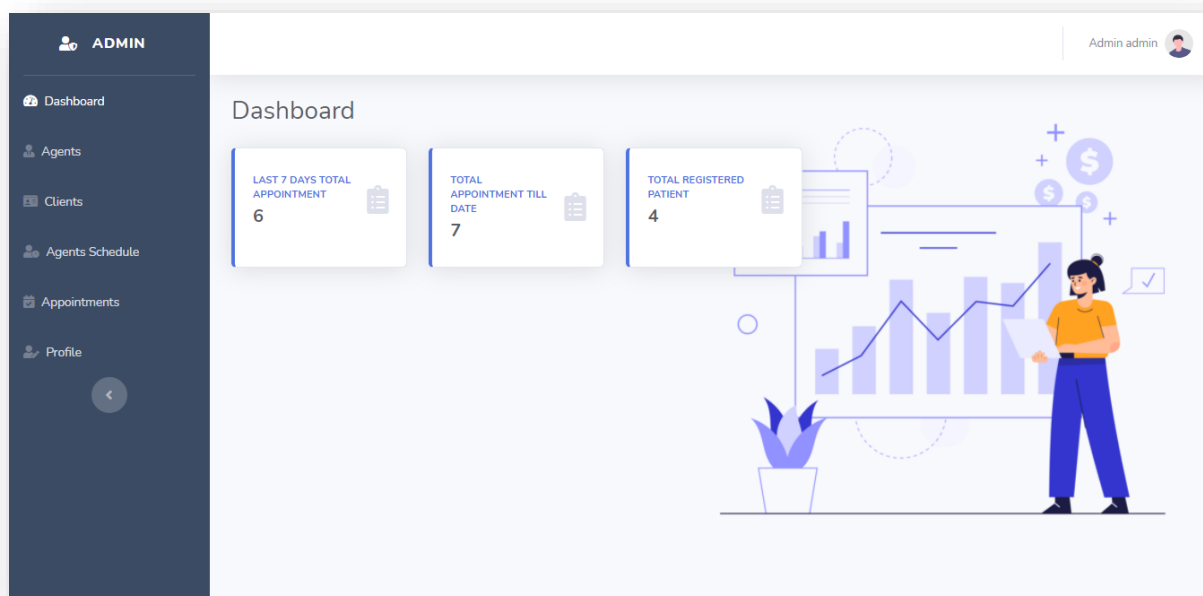 ADMIN
Admin admin
Dashboard
Agents
Clients
Agents Schedule
Appointments
Profile
Dashboard
LAST 7 DAYS TOTAL
APPOINTMENT
6
TOTAL
APPOINTMENT TILL
DATE
7
TOTAL REGISTERED
PATIENT
4
$
$
$